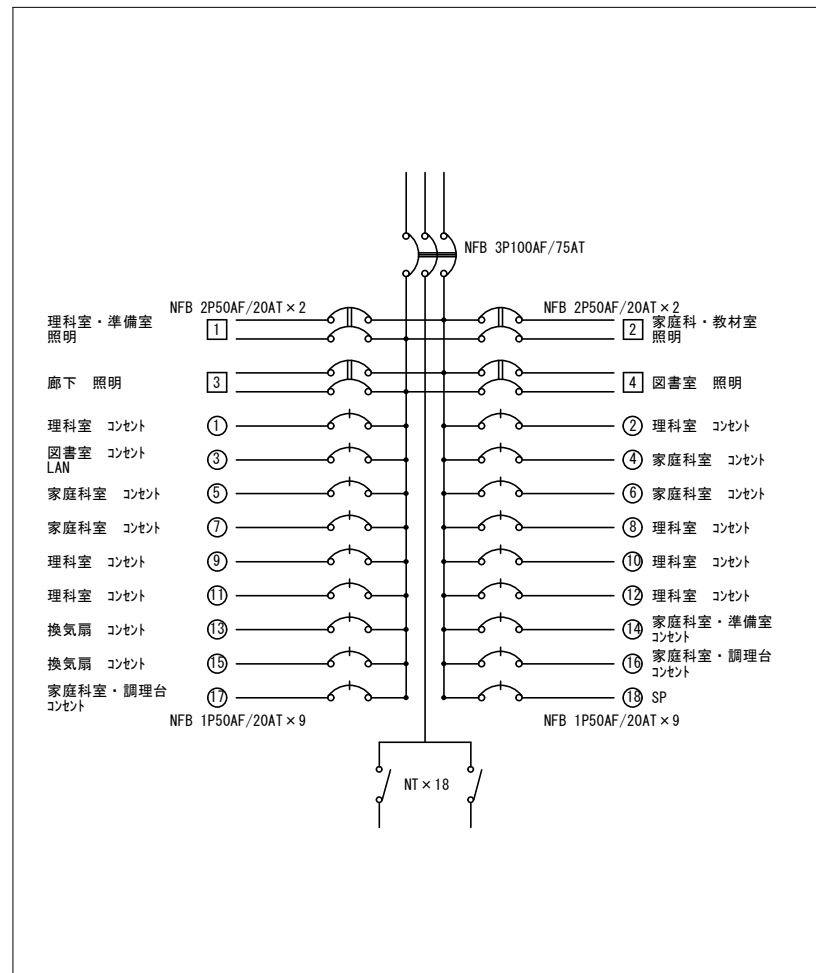 NFB 3P100AF/75AT
NFB 2P50AF/20AT×2
NFB 2P50AF/20AT×2
理科室・準備室
照明
1
2
家庭科・教材室
照明
廊下 照明
3
4
図書室 照明
理科室 コンセント
①
②
理科室 コンセント
図書室 コンセント
LAN
③
④
家庭科室 コンセント
家庭科室 コンセント
⑤
⑥
家庭科室 コンセント
家庭科室 コンセント
⑦
⑧
理科室 コンセント
理科室 コンセント
⑨
⑩
理科室 コンセント
理科室 コンセント
⑪
⑫
理科室 コンセント
換気扇 コンセント
⑬
⑭
家庭科室・準備室
コンセント
換気扇 コンセント
⑮
⑯
家庭科室・調理台
コンセント
家庭科室・調理台
コンセント
⑰
⑱
SP
NFB 1P50AF/20AT×9
NFB 1P50AF/20AT×9
NT×18